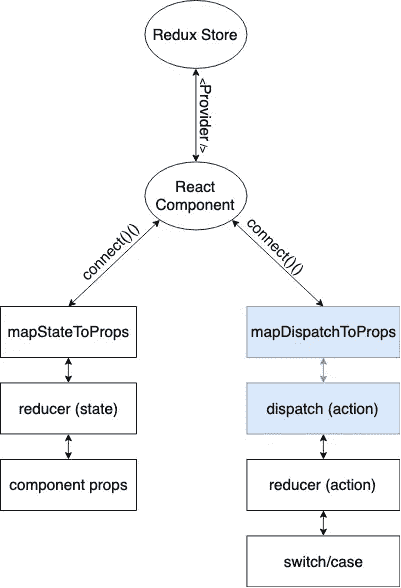 Redux Store
<Provider />
React
Component
connect()()
connect()()
mapStateToProps
mapDispatchToProps
reducer (state)
dispatch (action)
component props
reducer (action)
switch/case